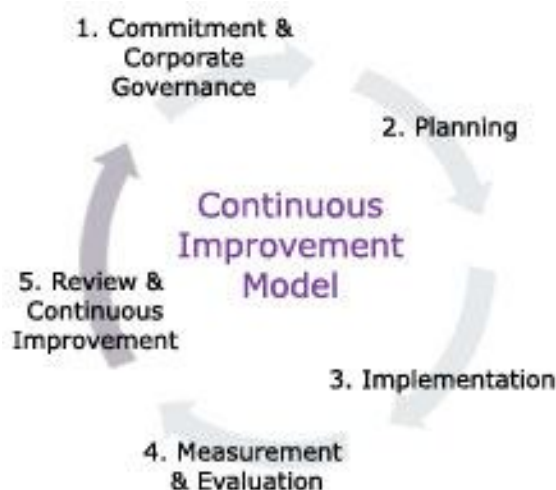 1. Commitment &
Corporate
Governance
2. Planning
Continuous
Improvement
Model
5. Review &
Continuous
Improvement
3. Implementation
4. Measurement
& Evaluation